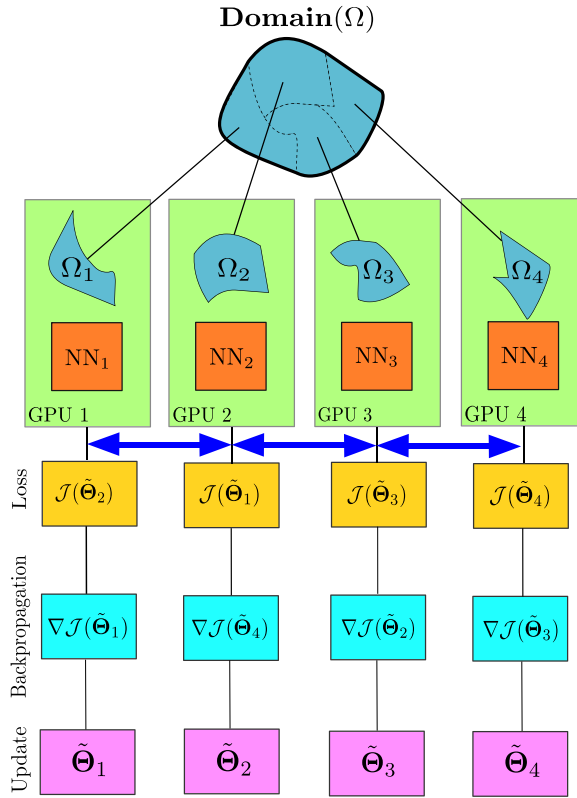 Domain(Ω)
Ω₁ Ω₂ Ω₃ Ω₄
NN₁ NN₂ NN₃ NN₄
GPU 1 GPU 2 GPU 3 GPU 4
Loss
𝒥(Θ̃₂) 𝒥(Θ̃₁) 𝒥(Θ̃₃) 𝒥(Θ̃₄)
Backpropagation
∇𝒥(Θ̃₁) ∇𝒥(Θ̃₄) ∇𝒥(Θ̃₂) ∇𝒥(Θ̃₃)
Update
Θ̃₁ Θ̃₂ Θ̃₃ Θ̃₄